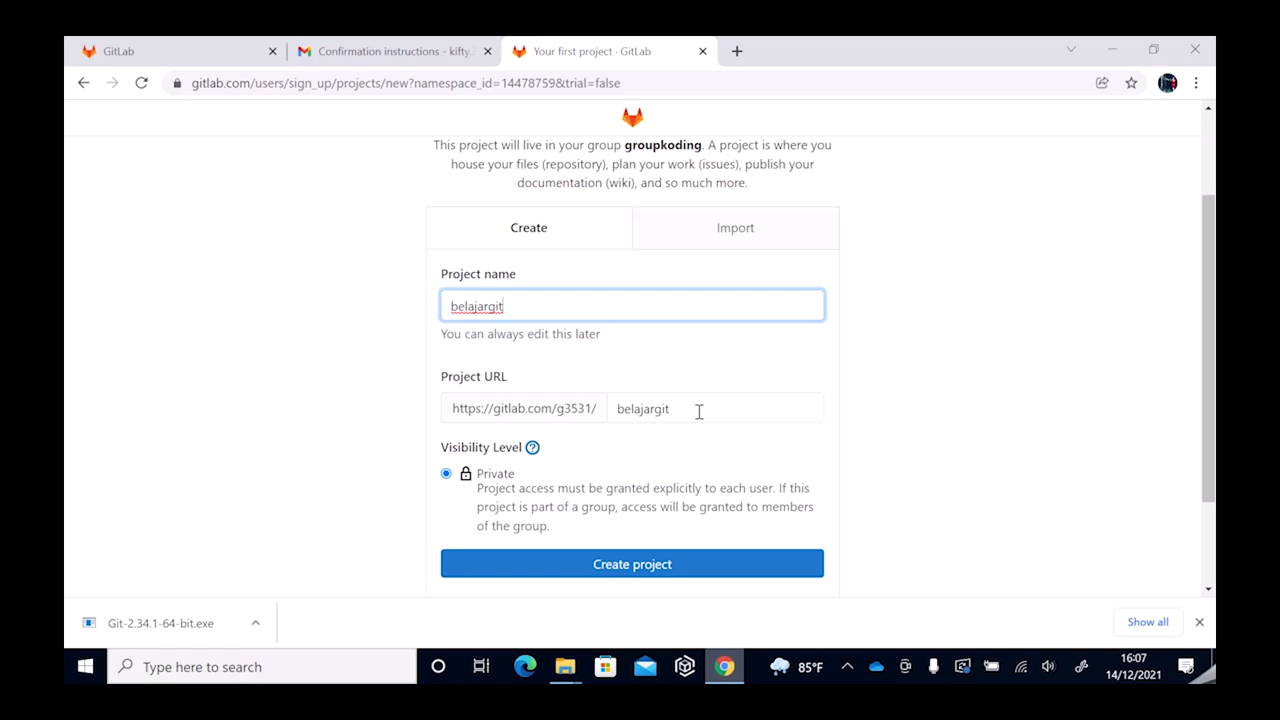 GitLab
Confirmation instructions - kifty.
Your first project · GitLab
gitlab.com/users/sign_up/projects/new?namespace_id=14478759&trial=false
This project will live in your group groupkoding. A project is where you
house your files (repository), plan your work (issues), publish your
documentation (wiki), and so much more.
Create
Import
Project name
belajargit
You can always edit this later
Project URL
https://gitlab.com/g3531/
belajargit
Visibility Level
Private
Project access must be granted explicitly to each user. If this
project is part of a group, access will be granted to members
of the group.
Create project
Git-2.34.1-64-bit.exe
Show all
Type here to search
85°F
16:07
14/12/2021